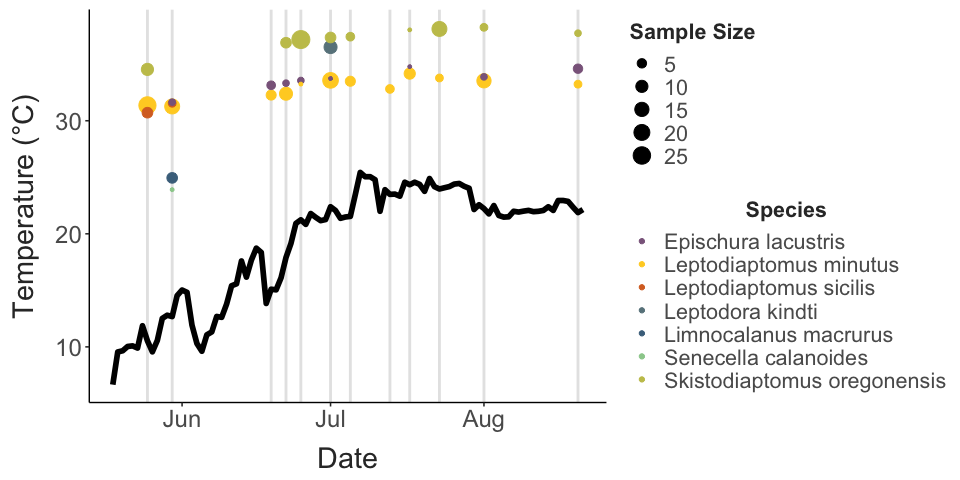 Temperature (°C)
30
20
10
Jun
Jul
Aug
Date
Sample Size
5
10
15
20
25
Species
Epischura lacustris
Leptodiaptomus minutus
Leptodiaptomus sicilis
Leptodora kindti
Limnocalanus macrurus
Senecella calanoides
Skistodiaptomus oregonensis